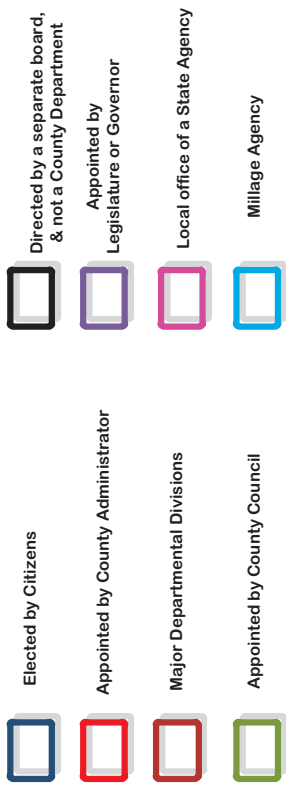 Elected by Citizens
Appointed by County Administrator
Major Departmental Divisions
Appointed by County Council
Directed by a separate board,
& not a County Department
Appointed by
Legislature or Governor
Local office of a State Agency
Millage Agency